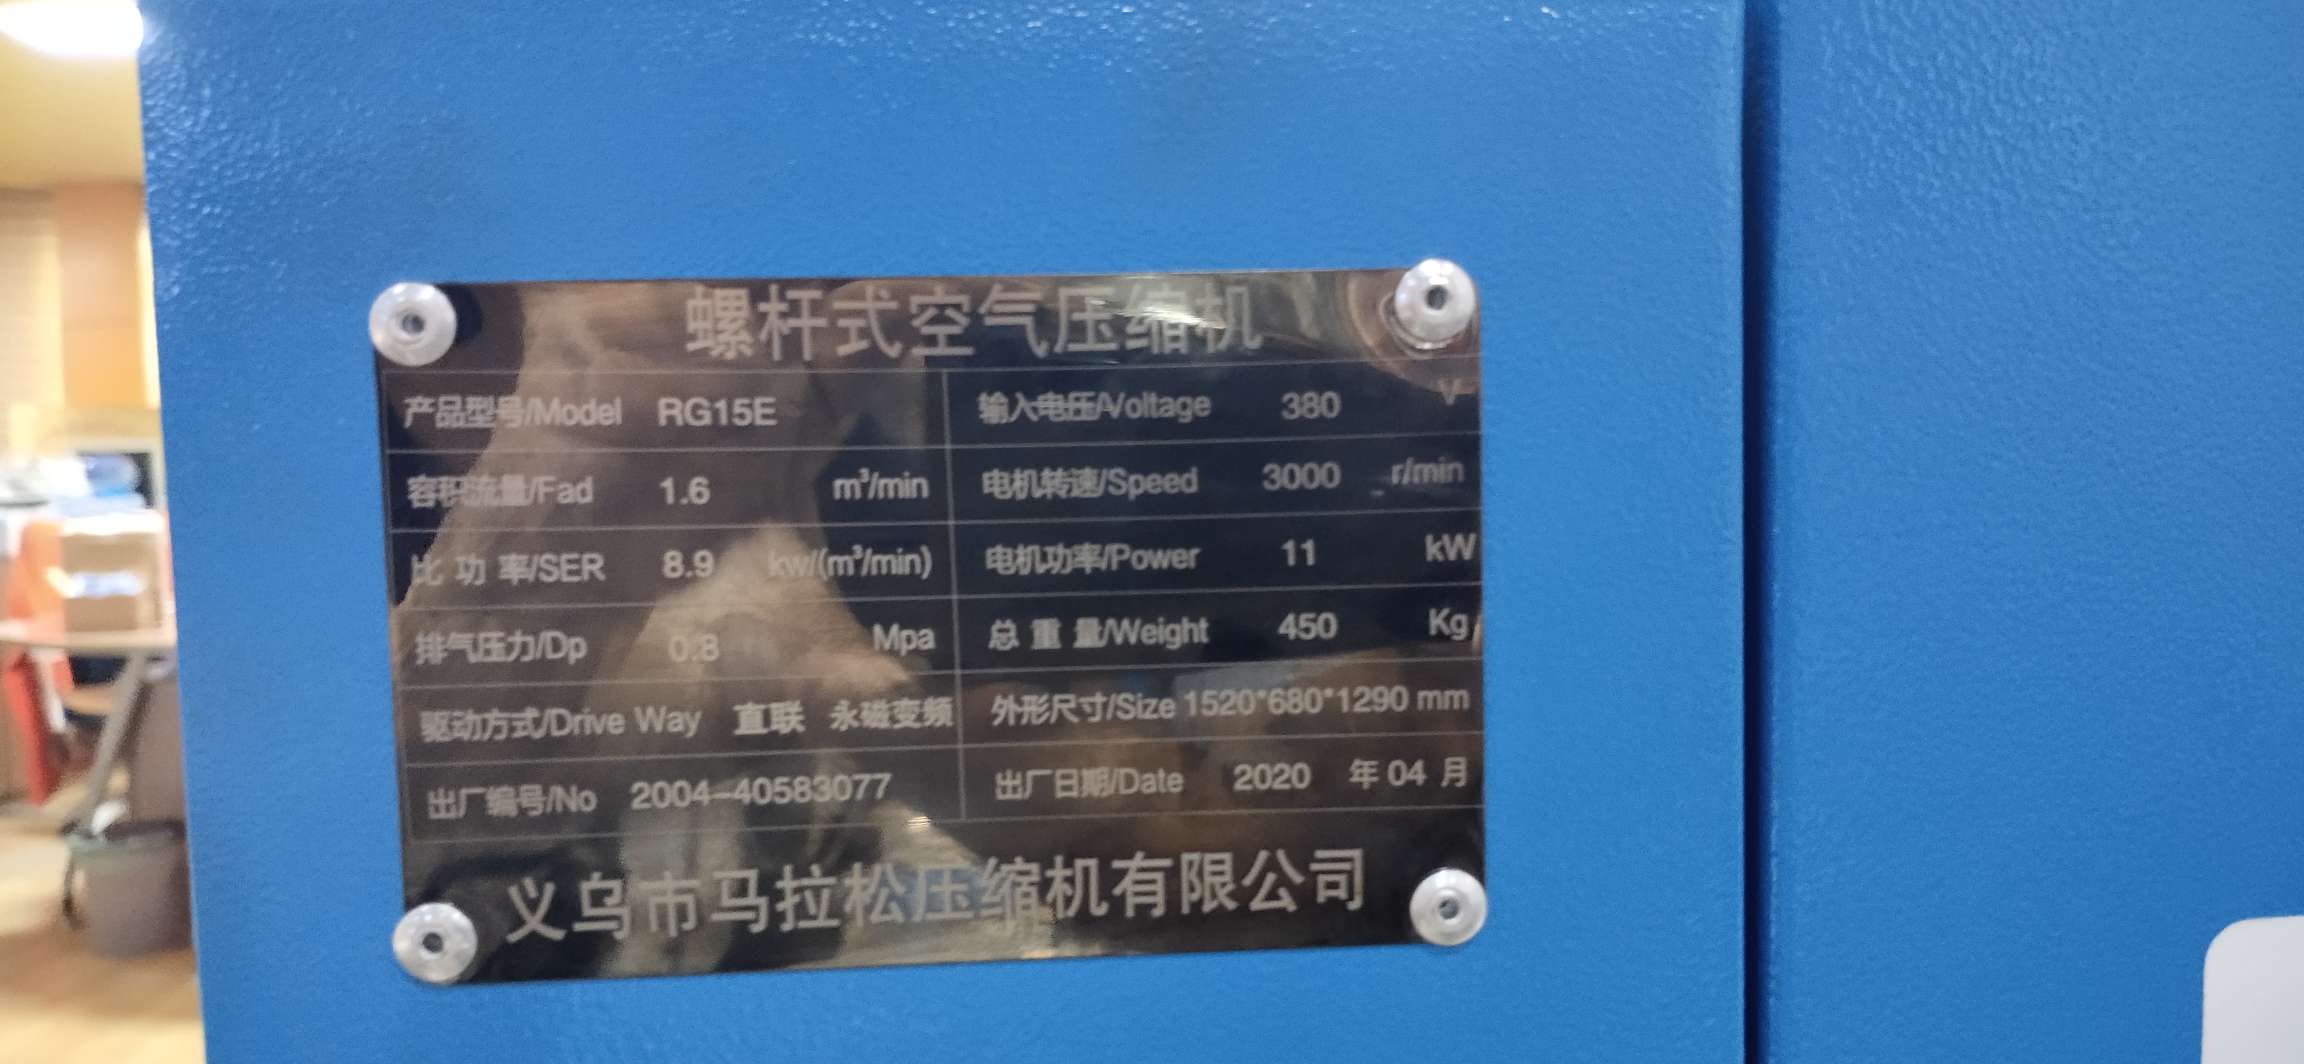 螺杆式空气压缩机
产品型号/Model RG15E 输入电压/Voltage 380 V
容积流量/Fad 1.6 m³/min 电机转速/Speed 3000 r/min
比功率/SER 8.9 kw/(m³/min) 电机功率/Power 11 kW
排气压力/Dp 0.8 Mpa 总重量/Weight 450 Kg
驱动方式/Drive Way 直联 永磁变频 外形尺寸/Size 1520*680*1290 mm
出厂编号/No 2004-40583077 出厂日期/Date 2020 年 04 月
义乌市马拉松压缩机有限公司